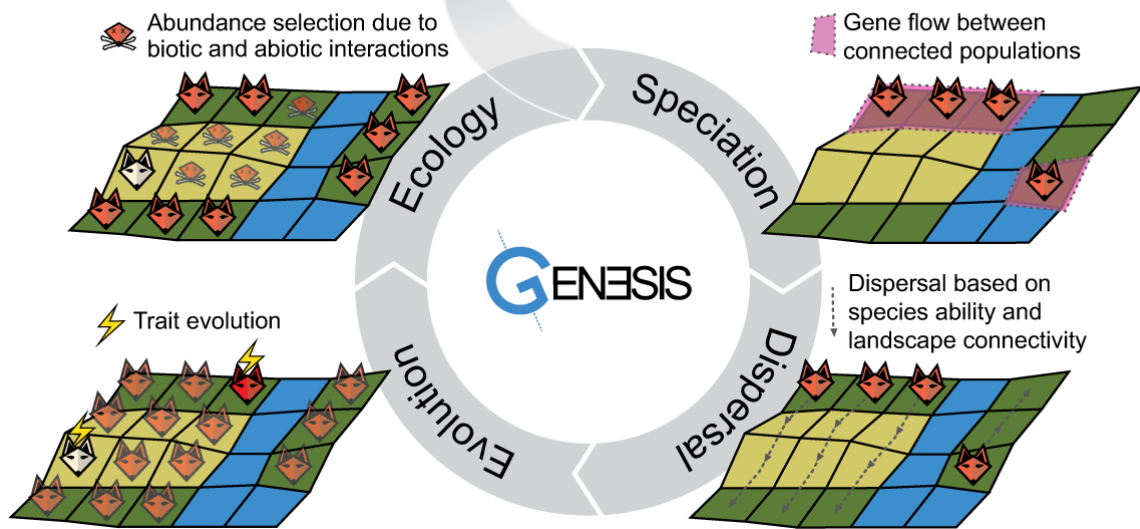 Abundance selection due to
biotic and abiotic interactions
Gene flow between
connected populations
Ecology
Speciation
GENƎSIS
Trait evolution
Dispersal based on
species ability and
landscape connectivity
Evolution
Dispersal